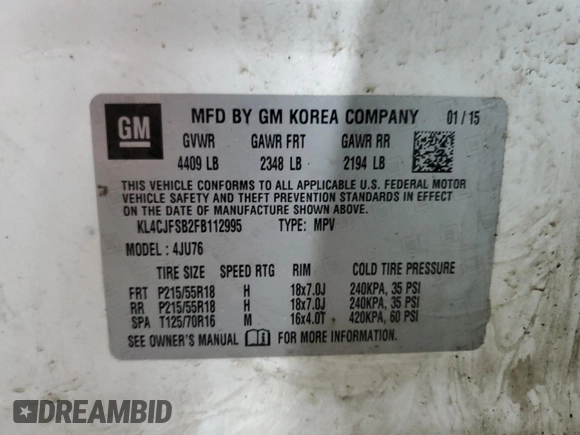 GM
MFD BY GM KOREA COMPANY 01 / 15
GVWR GAWR FRT GAWR RR
4409 LB 2348 LB 2194 LB
THIS VEHICLE CONFORMS TO ALL APPLICABLE U.S. FEDERAL MOTOR
VEHICLE SAFETY AND THEFT PREVENTION STANDARDS IN EFFECT ON
THE DATE OF MANUFACTURE SHOWN ABOVE.
KL4CJFSB2FB112995 TYPE: MPV
MODEL : 4JU76
TIRE SIZE SPEED RTG RIM COLD TIRE PRESSURE
FRT P215/55R18 H 18x7.0J 240KPA, 35 PSI
RR P215/55R18 H 18x7.0J 240KPA, 35 PSI
SPA T125/70R16 M 16x4.0T 420KPA, 60 PSI
SEE OWNER'S MANUAL FOR MORE INFORMATION.
DREAMBID